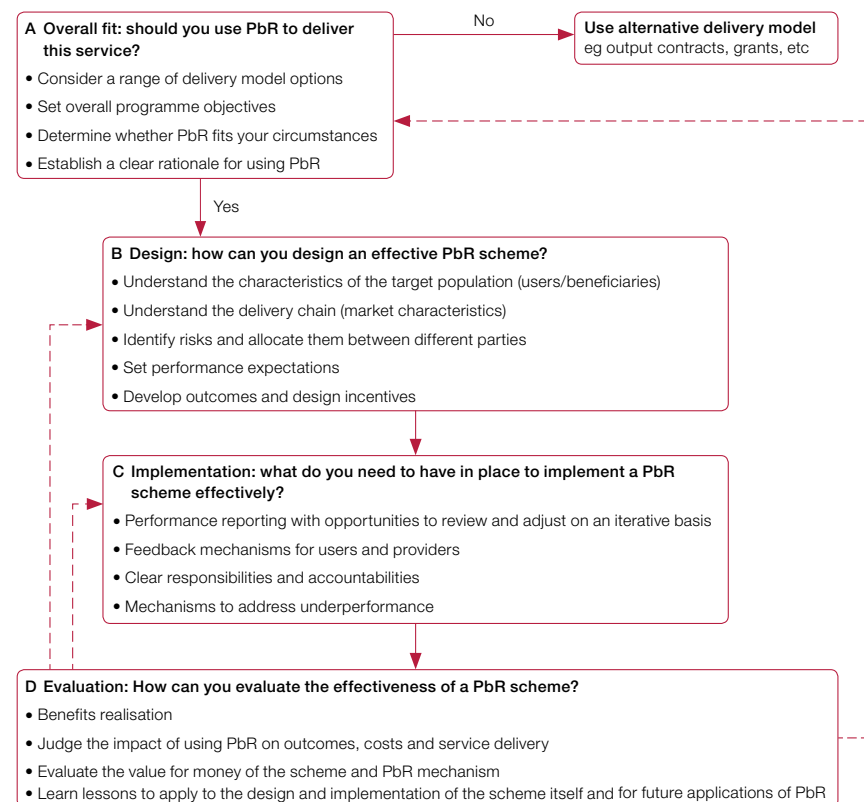 A Overall fit: should you use PbR to deliver
this service?
• Consider a range of delivery model options
• Set overall programme objectives
• Determine whether PbR fits your circumstances
• Establish a clear rationale for using PbR
No
Use alternative delivery model
eg output contracts, grants, etc
Yes
B Design: how can you design an effective PbR scheme?
• Understand the characteristics of the target population (users/beneficiaries)
• Understand the delivery chain (market characteristics)
• Identify risks and allocate them between different parties
• Set performance expectations
• Develop outcomes and design incentives
C Implementation: what do you need to have in place to implement a PbR
scheme effectively?
• Performance reporting with opportunities to review and adjust on an iterative basis
• Feedback mechanisms for users and providers
• Clear responsibilities and accountabilities
• Mechanisms to address underperformance
D Evaluation: How can you evaluate the effectiveness of a PbR scheme?
• Benefits realisation
• Judge the impact of using PbR on outcomes, costs and service delivery
• Evaluate the value for money of the scheme and PbR mechanism
• Learn lessons to apply to the design and implementation of the scheme itself and for future applications of PbR